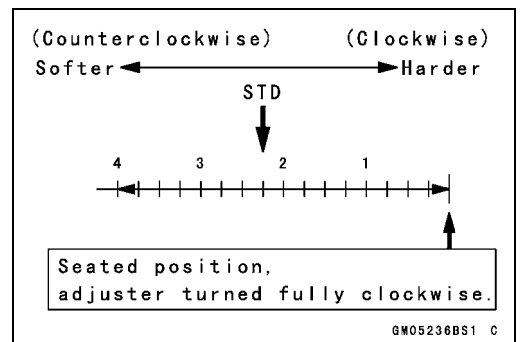 (Counterclockwise) (Clockwise)
Softer Harder
STD
4 3 2 1
Seated position,
adjuster turned fully clockwise.
GM05236BS1 C